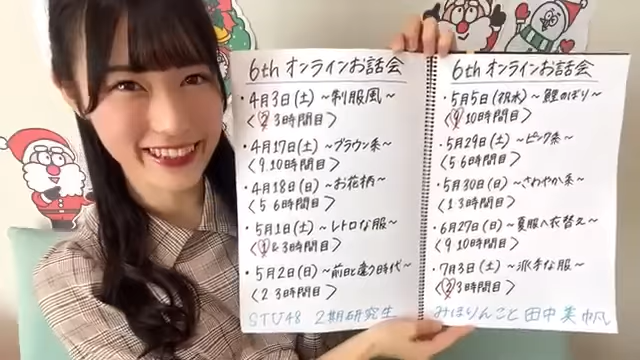 6th オンラインお話会
・4月3日(土) ~制服風~
〈② 3時間目〉
・4月17日(土) ~ブラウン系~
〈9.10時間目〉
・4月18日(日) ~お花柄~
〈5 6時間目〉
・5月1日(土) ~レトロな服~
〈①&3時間目〉
・5月2日(日) ~前日と違う時代~
〈2 3時間目〉
STU48 2期研究生
6th オンラインお話会
・5月5日(祝水) ~鯉のぼり~
〈⑨ 10時間目〉
・5月29日(土) ~ピンク系~
〈5 6時間目〉
・5月30日(日) ~さわやか系~
〈1 3時間目〉
・6月27日(日) ~夏服へ衣替え~
〈9 10時間目〉
・7月3日(土) ~派手な服~
〈② 3時間目〉
みほりんこと 田中美帆